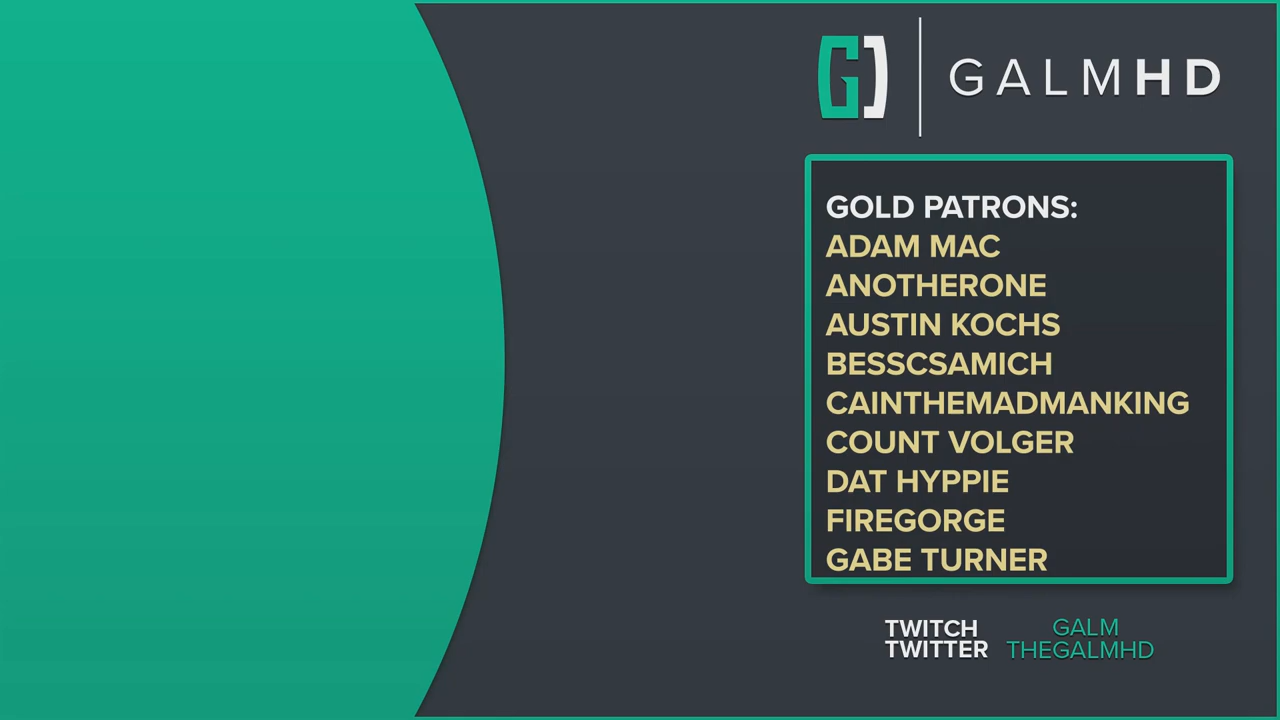 GALMHD
GOLD PATRONS:
ADAM MAC
ANOTHERONE
AUSTIN KOCHS
BESSCSAMICH
CAINTHEMADMANKING
COUNT VOLGER
DAT HYPPIE
FIREGORGE
GABE TURNER
TWITCH GALM
TWITTER THEGALMHD